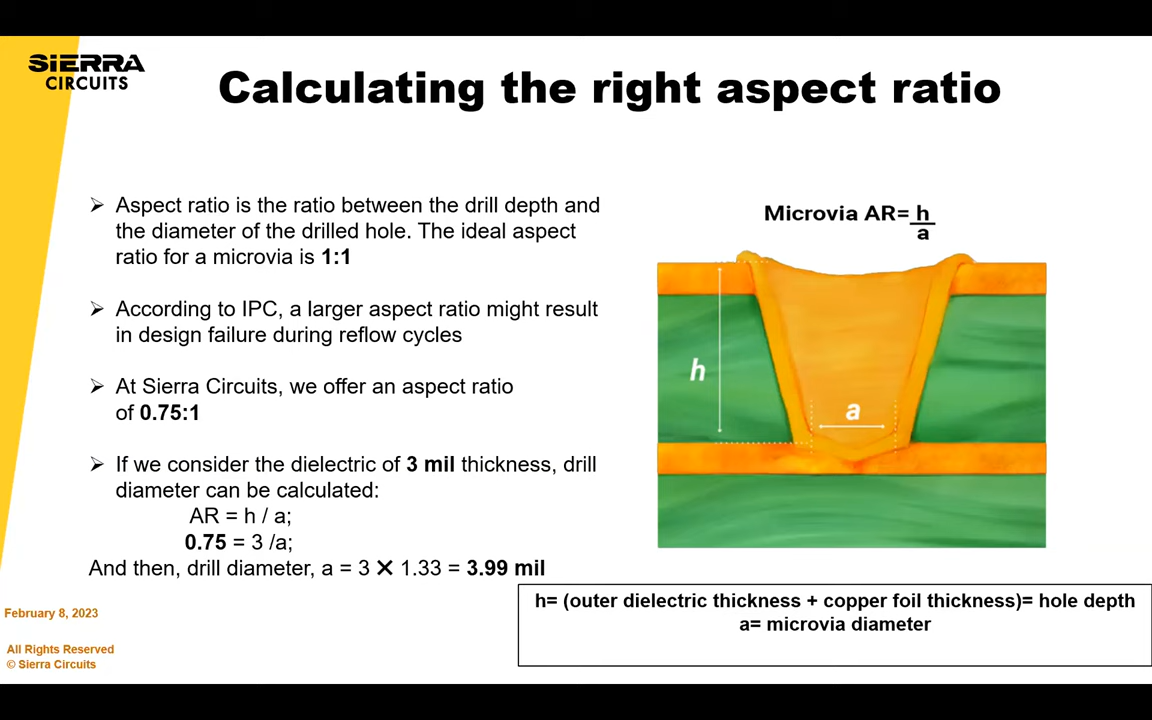 SIERRA
CIRCUITS
Calculating the right aspect ratio
➢ Aspect ratio is the ratio between the drill depth and
the diameter of the drilled hole. The ideal aspect
ratio for a microvia is 1:1
➢ According to IPC, a larger aspect ratio might result
in design failure during reflow cycles
➢ At Sierra Circuits, we offer an aspect ratio
of 0.75:1
➢ If we consider the dielectric of 3 mil thickness, drill
diameter can be calculated:
AR = h / a;
0.75 = 3 /a;
And then, drill diameter, a = 3 ✕ 1.33 = 3.99 mil
Microvia AR= h
a
h
a
h= (outer dielectric thickness + copper foil thickness)= hole depth
a= microvia diameter
February 8, 2023
All Rights Reserved
© Sierra Circuits